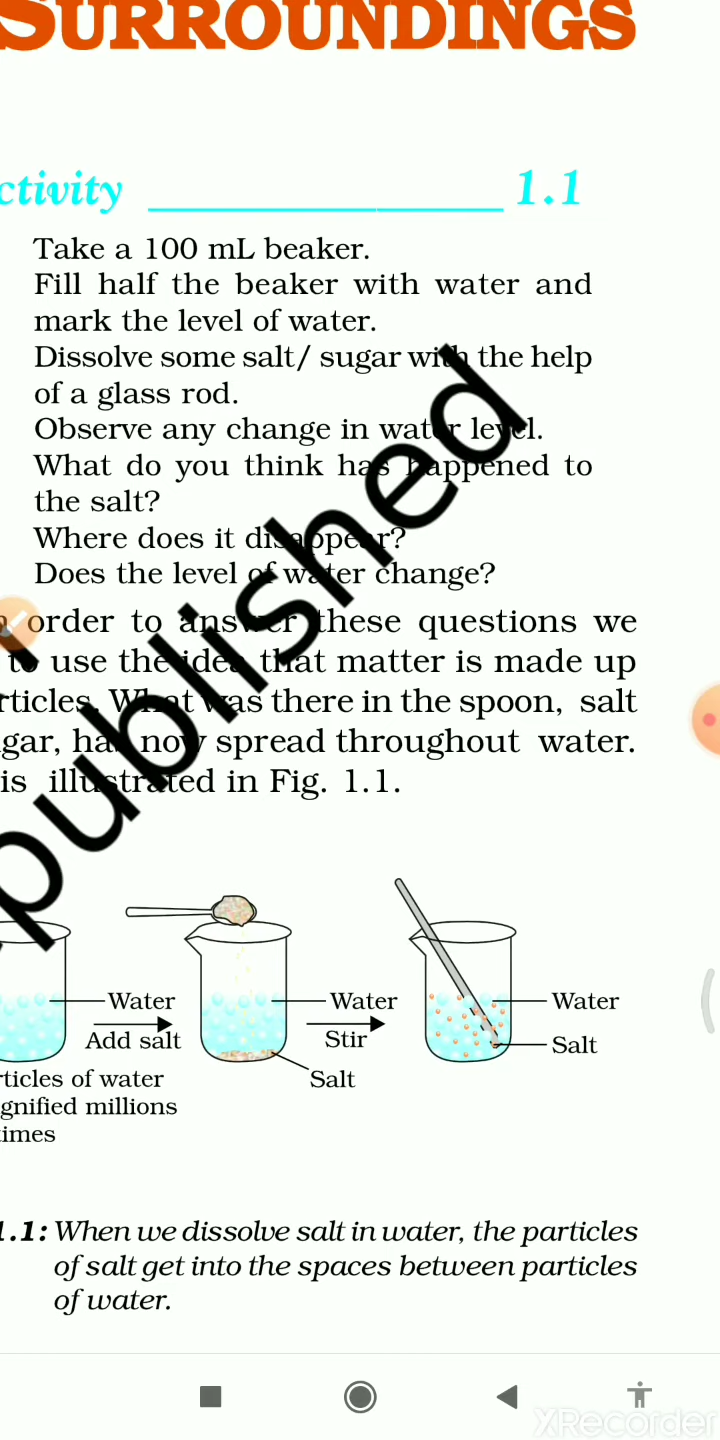 SURROUNDINGS
ctivity 1.1
Take a 100 mL beaker.
Fill half the beaker with water and
mark the level of water.
Dissolve some salt/ sugar with the help
of a glass rod.
Observe any change in water level.
What do you think has happened to
the salt?
Where does it disappear?
Does the level of water change?
order to answer these questions we
to use the idea that matter is made up
rticles. What was there in the spoon, salt
gar, has now spread throughout water.
is illustrated in Fig. 1.1.
published
Water
Add salt
Water
Stir
Salt
Water
Salt
rticles of water
gnified millions
times
1.1: When we dissolve salt in water, the particles
of salt get into the spaces between particles
of water.
XRecorder